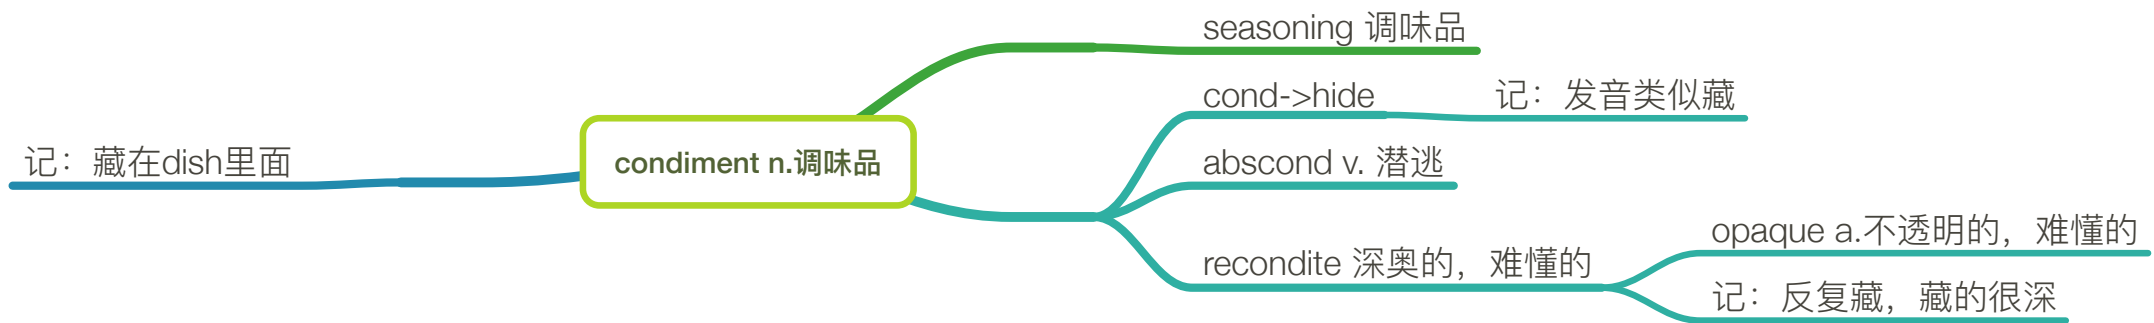 记：藏在dish里面
condiment n.调味品
seasoning 调味品
cond->hide
记：发音类似藏
abscond v. 潜逃
recondite 深奥的，难懂的
opaque a.不透明的，难懂的
记：反复藏，藏的很深